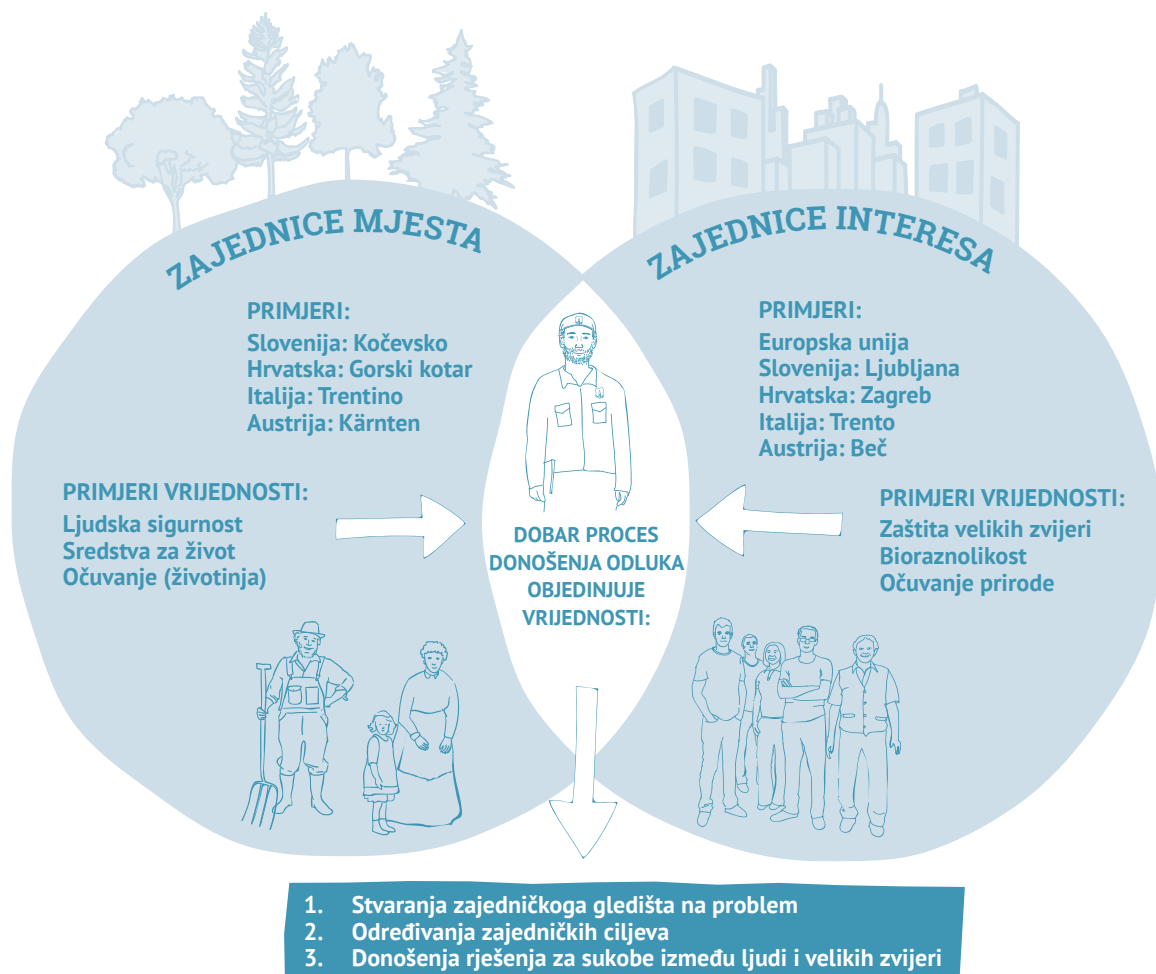 ZAJEDNICE MJESTA
PRIMJERI:
Slovenija: Kočevsko
Hrvatska: Gorski kotar
Italija: Trentino
Austrija: Kärnten
PRIMJERI VRIJEDNOSTI:
Ljudska sigurnost
Sredstva za život
Očuvanje (životinja)
DOBAR PROCES
DONOŠENJA ODLUKA
OBJEDINJUJE
VRIJEDNOSTI:
ZAJEDNICE INTERESA
PRIMJERI:
Europska unija
Slovenija: Ljubljana
Hrvatska: Zagreb
Italija: Trento
Austrija: Beč
PRIMJERI VRIJEDNOSTI:
Zaštita velikih zvijeri
Bioraznolikost
Očuvanje prirode
1. Stvaranja zajedničkoga gledišta na problem
2. Određivanja zajedničkih ciljeva
3. Donošenja rješenja za sukobe između ljudi i velikih zvijeri